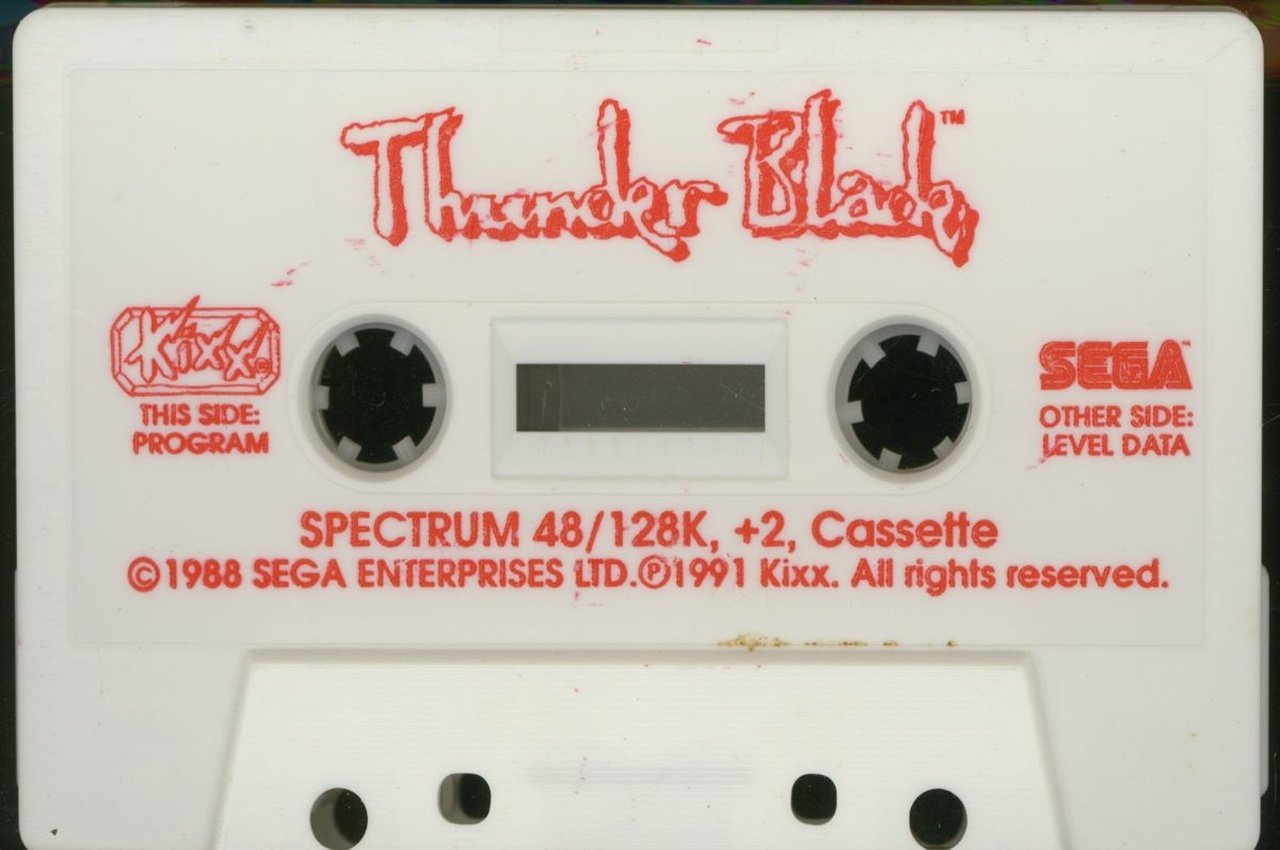 Thunder Blade™
Kixx®
THIS SIDE:
PROGRAM
SEGA™
OTHER SIDE:
LEVEL DATA
SPECTRUM 48/128K, +2, Cassette
©1988 SEGA ENTERPRISES LTD.℗1991 Kixx. All rights reserved.